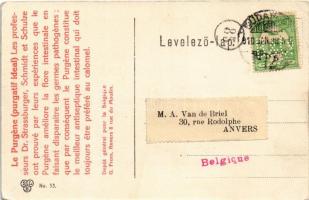 Le Purgène (purgatif idéal) Les profes-
seurs Dr. Strassburger, Schmidt et Schulze
ont prouvé par leurs expériences que le
Purgène améliore la flore intestinale en
faisant disparaître les germes pathogènes;
que par conséquent le Purgène constitue
le meilleur antiseptique intestinal qui doit
toujours être préféré au calomel.
Dépôt général pour la Belgique
No. 53.
Levelező-lap.
M. A. Van de Briel
30, rue Rodolphe
ANVERS
Belgique